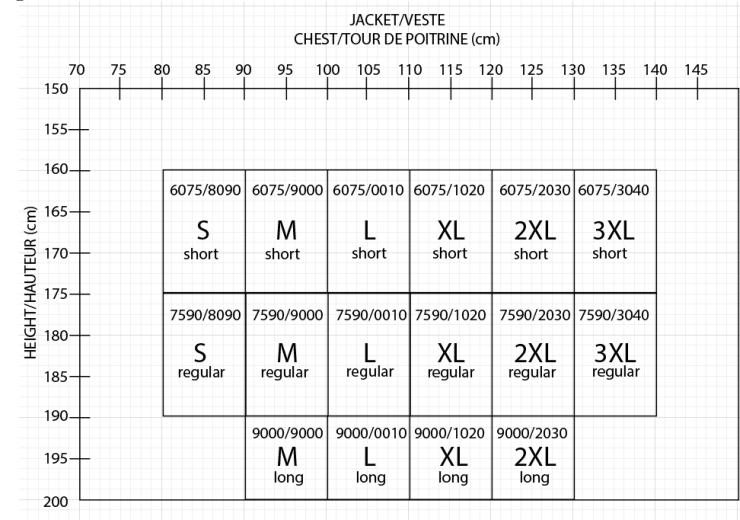 JACKET/VESTE
CHEST/TOUR DE POITRINE (cm)
70 75 80 85 90 95 100 105 110 115 120 125 130 135 140 145
HEIGHT/HAUTEUR (cm)
150
155
160
6075/8090 6075/9000 6075/0010 6075/1020 6075/2030 6075/3040
165
S M L XL 2XL 3XL
short short short short short short
170
175
7590/8090 7590/9000 7590/0010 7590/1020 7590/2030 7590/3040
180
S M L XL 2XL 3XL
regular regular regular regular regular regular
185
190
9000/9000 9000/0010 9000/1020 9000/2030
195
M L XL 2XL
long long long long
200